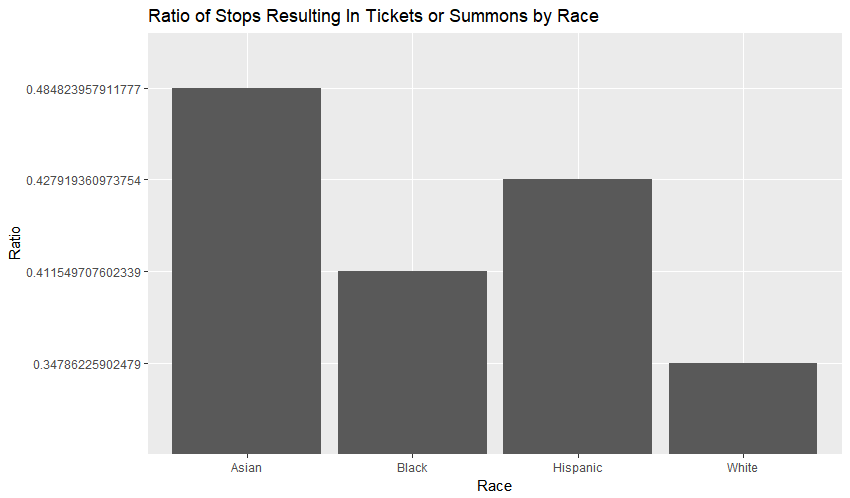 Ratio of Stops Resulting In Tickets or Summons by Race
0.484823957911777
0.427919360973754
0.411549707602339
0.34786225902479
Ratio
Asian Black Hispanic White
Race